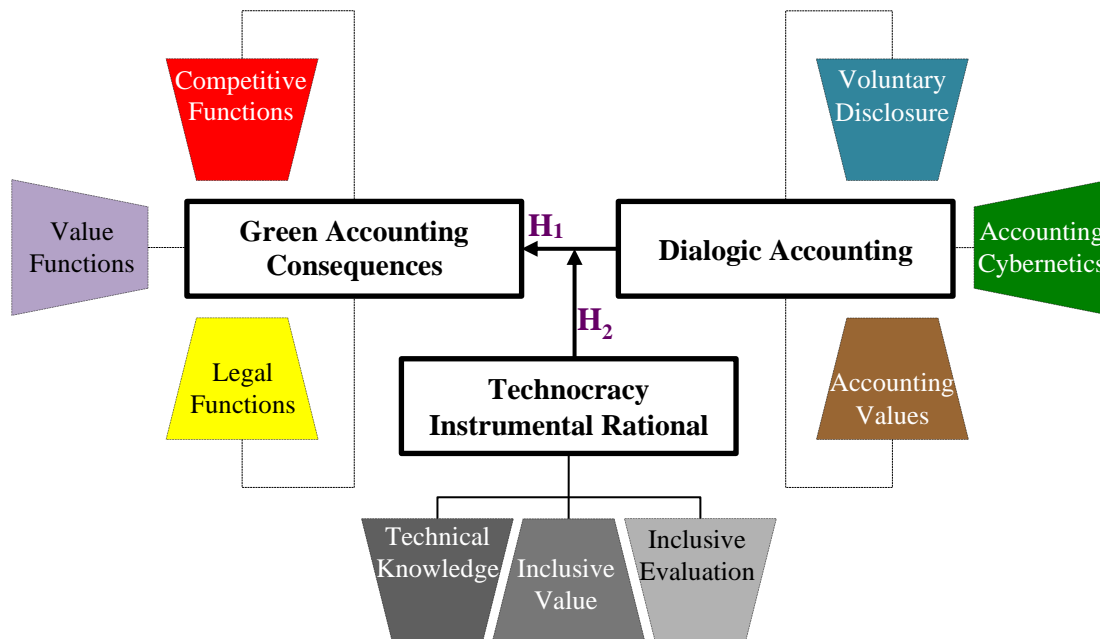 Competitive
Functions
Voluntary
Disclosure
Value
Functions
Green Accounting
Consequences
H1
Dialogic Accounting
Accounting
Cybernetics
H2
Legal
Functions
Technocracy
Instrumental Rational
Accounting
Values
Technical
Knowledge
Inclusive
Value
Inclusive
Evaluation